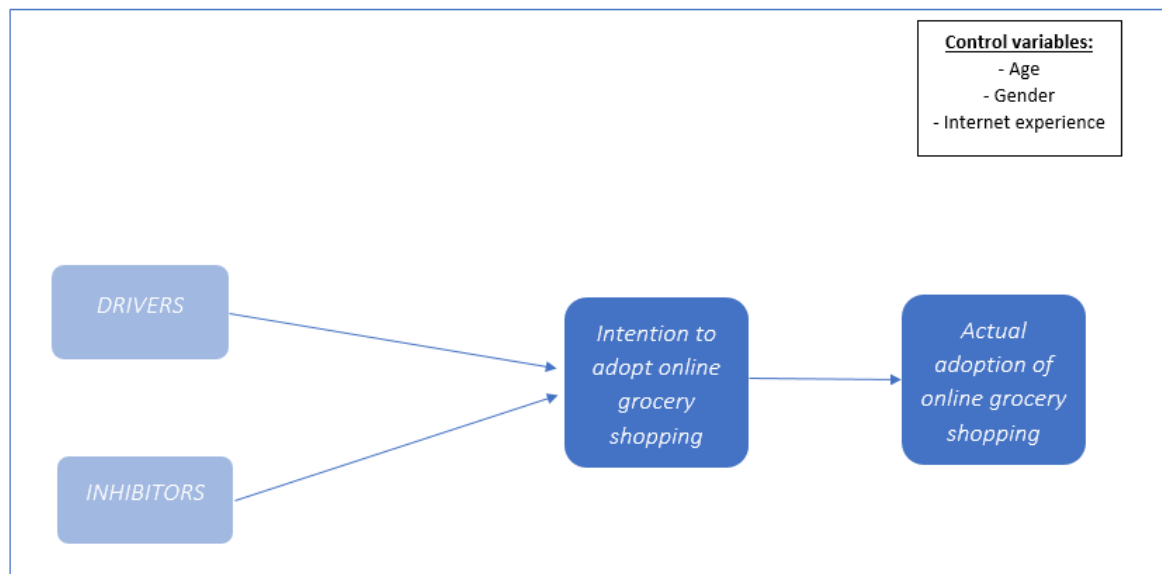 Control variables:
- Age
- Gender
- Internet experience
DRIVERS
INHIBITORS
Intention to
adopt online
grocery
shopping
Actual
adoption of
online grocery
shopping